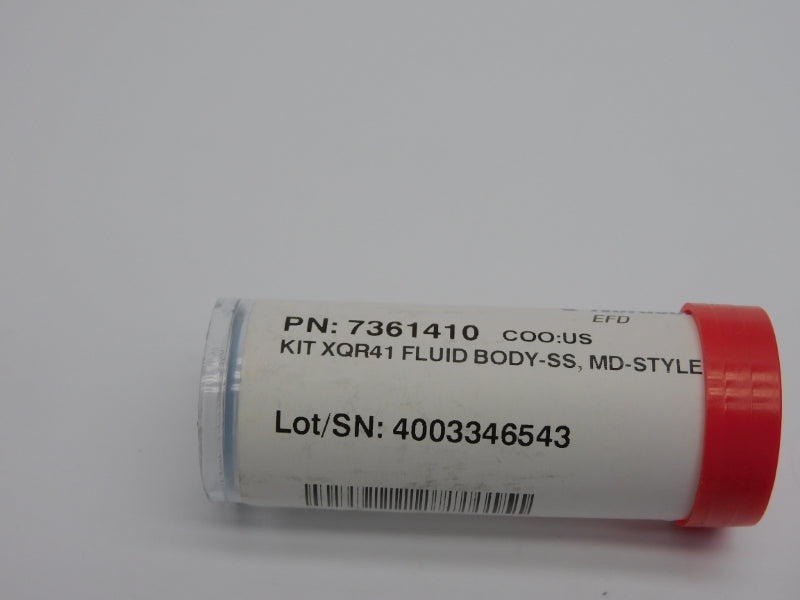 EFD
PN: 7361410 COO:US
KIT XQR41 FLUID BODY-SS, MD-STYLE
Lot/SN: 4003346543